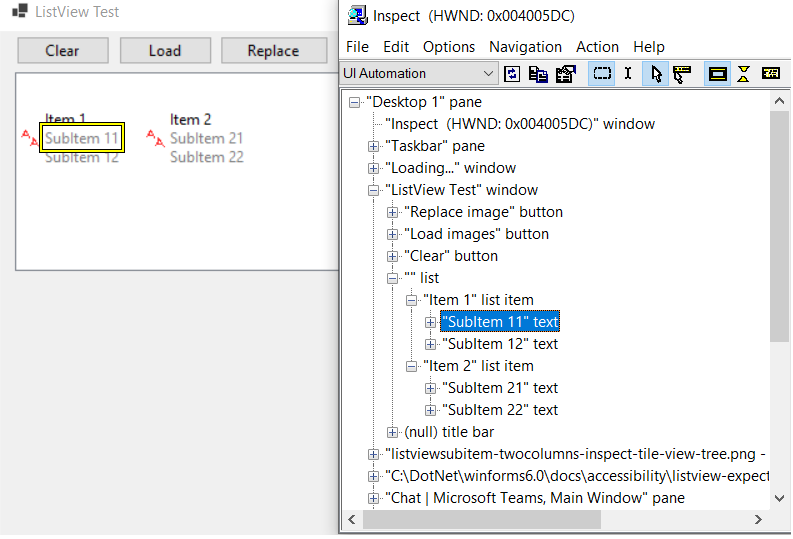 ListView Test
Clear
Load
Replace
Item 1
SubItem 11
SubItem 12
Item 2
SubItem 21
SubItem 22
Inspect (HWND: 0x004005DC)
File Edit Options Navigation Action Help
UI Automation
"Desktop 1" pane
"Inspect (HWND: 0x004005DC)" window
"Taskbar" pane
"Loading..." window
"ListView Test" window
"Replace image" button
"Load images" button
"Clear" button
"" list
"Item 1" list item
"SubItem 11" text
"SubItem 12" text
"Item 2" list item
"SubItem 21" text
"SubItem 22" text
(null) title bar
"listviewsubitem-twocolumns-inspect-tile-view-tree.png -
"C:\DotNet\winforms6.0\docs\accessibility\listview-expect
"Chat | Microsoft Teams, Main Window" pane